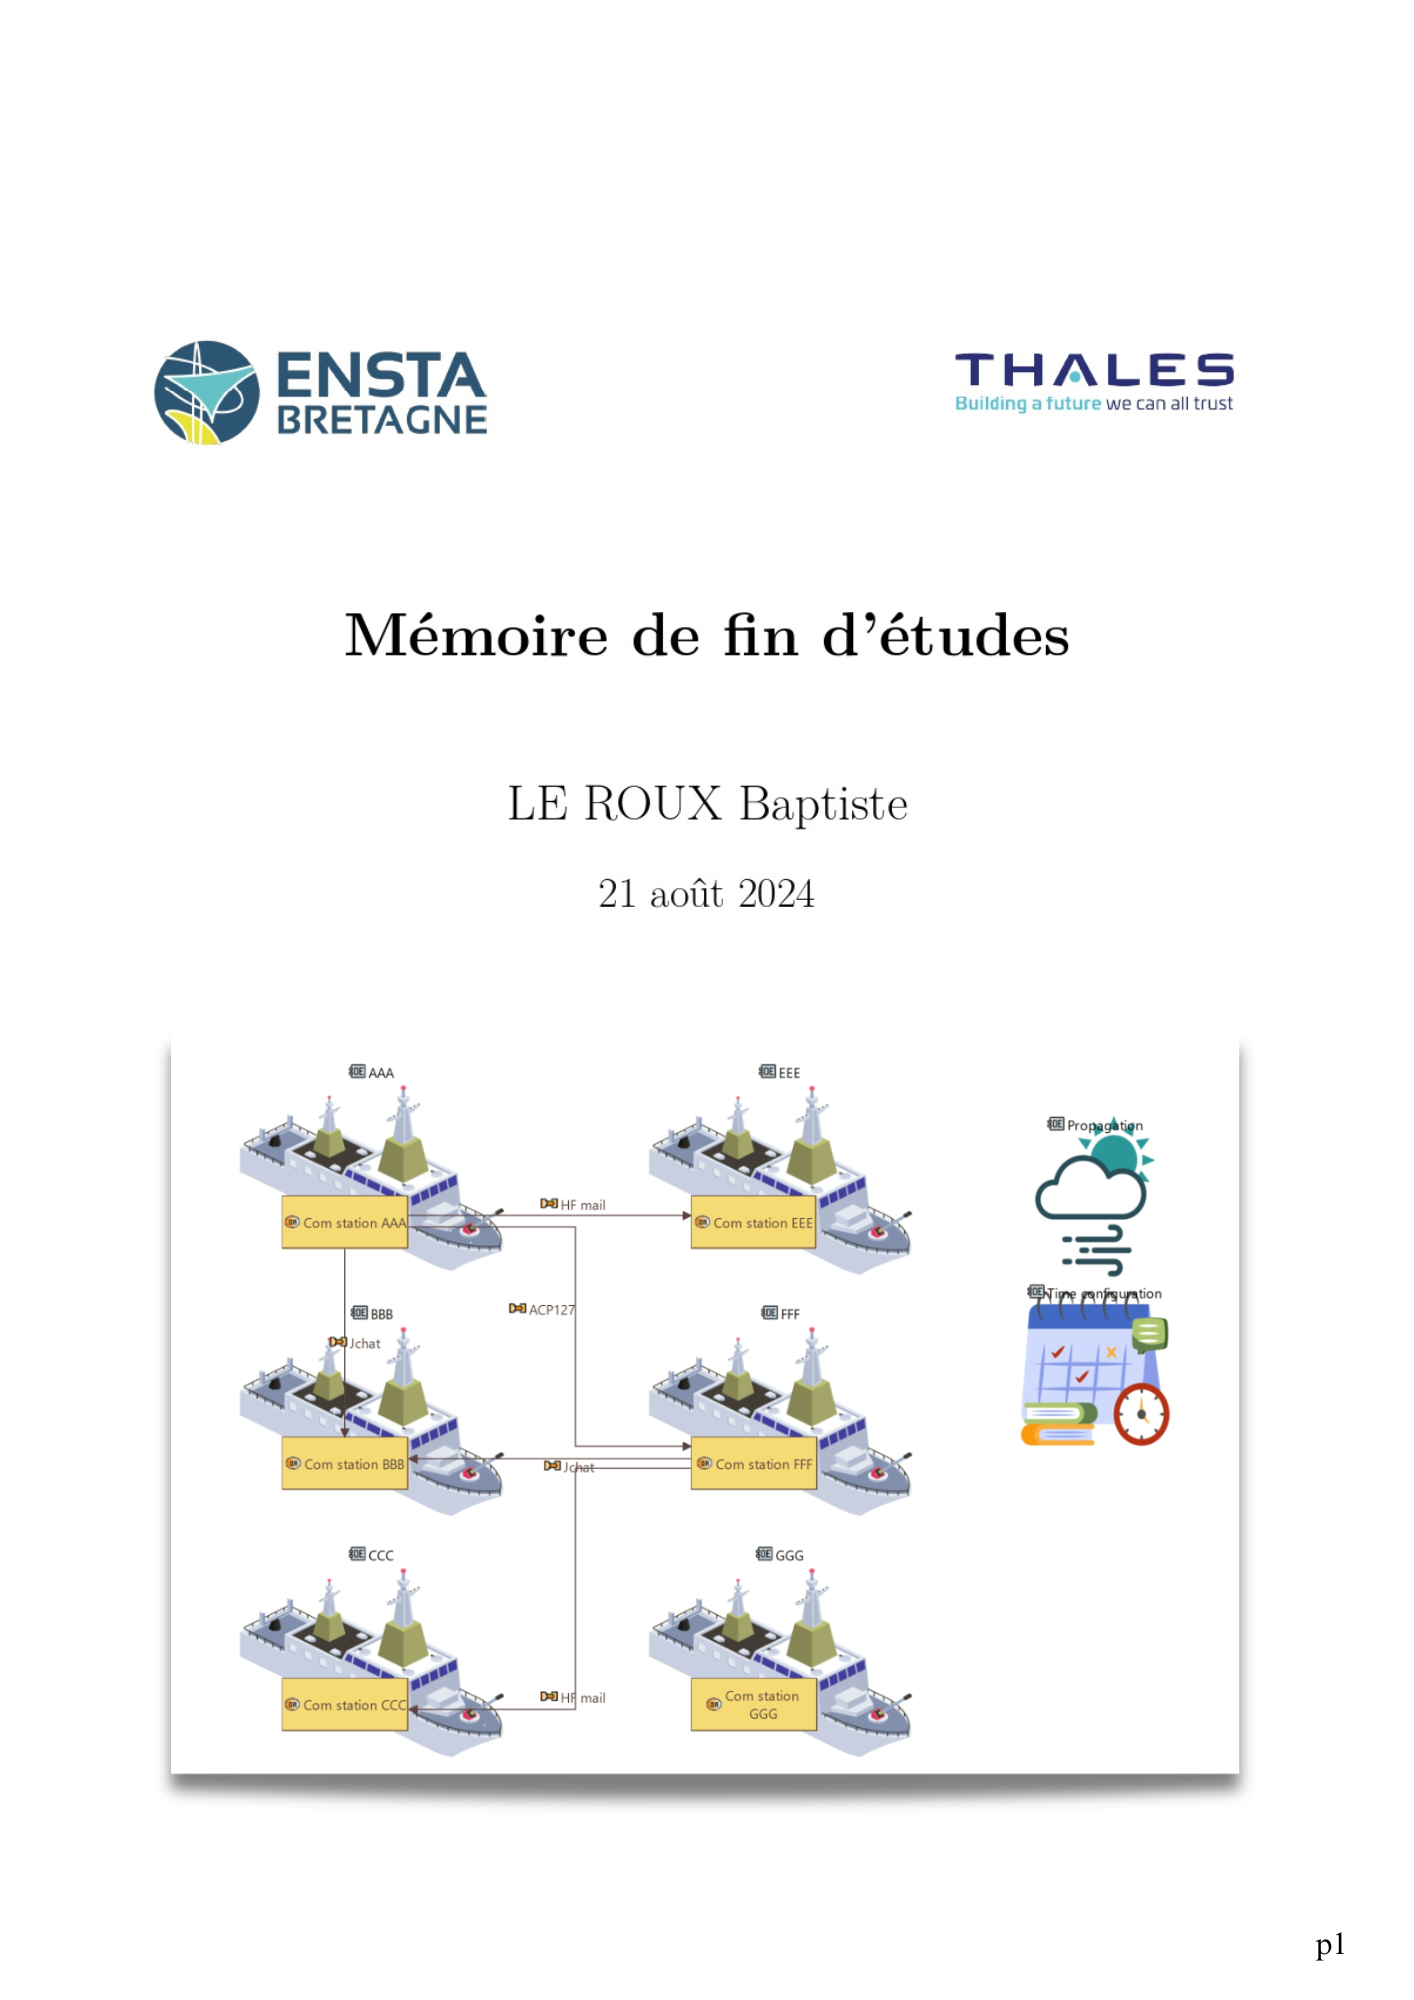 ENSTA
BRETAGNE
THALES
Building a future we can all trust
Mémoire de fin d'études
LE ROUX Baptiste
21 août 2024
AAA
EEE
Propagation
HF mail
Com station AAA
Com station EEE
Time configuration
ACP127
BBB
FFF
Jchat
Com station BBB
Jchat
Com station FFF
CCC
GGG
HF mail
Com station CCC
Com station
GGG
p1